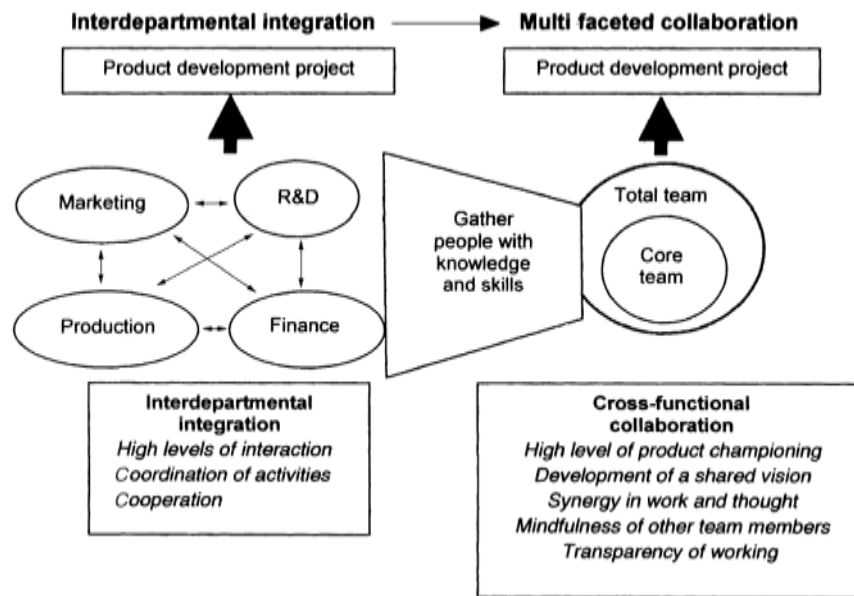 Interdepartmental integration
Multi faceted collaboration
Product development project
Product development project
Marketing
R&D
Production
Finance
Gather
people with
knowledge
and skills
Total team
Core
team
Interdepartmental
integration
High levels of interaction
Coordination of activities
Cooperation
Cross-functional
collaboration
High level of product championing
Development of a shared vision
Synergy in work and thought
Mindfulness of other team members
Transparency of working